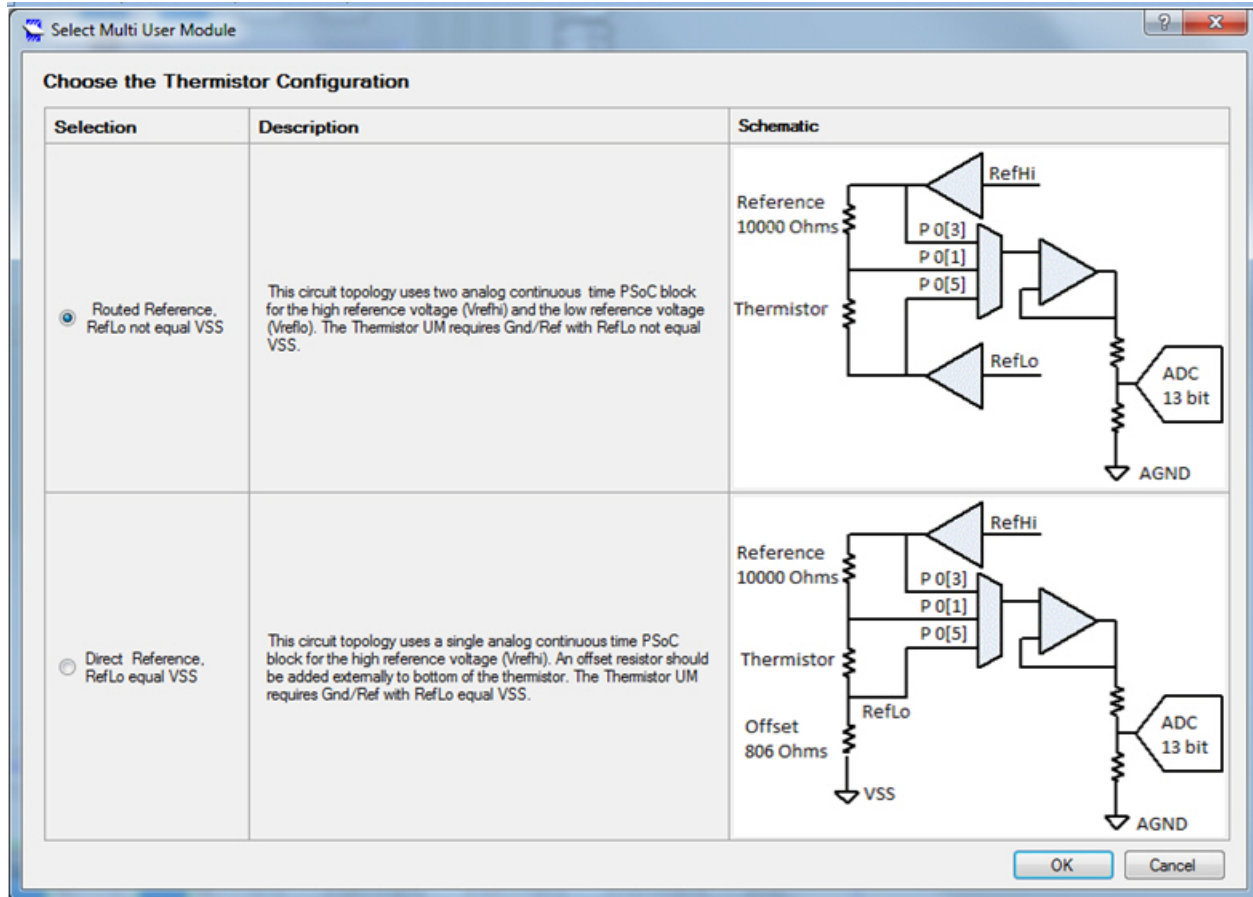 Select Multi User Module
?
X
Choose the Thermistor Configuration
Selection
Description
Schematic
Routed Reference,
RefLo not equal VSS
This circuit topology uses two analog continuous time PSoC block
for the high reference voltage (Vrefhi) and the low reference voltage
(Vreflo). The Thermistor UM requires Gnd/Ref with RefLo not equal
VSS.
RefHi
Reference
10000 Ohms
P 0[3]
P 0[1]
P 0[5]
Thermistor
RefLo
ADC
13 bit
AGND
Direct Reference,
RefLo equal VSS
This circuit topology uses a single analog continuous time PSoC
block for the high reference voltage (Vrefhi). An offset resistor should
be added externally to bottom of the thermistor. The Thermistor UM
requires Gnd/Ref with RefLo equal VSS.
RefHi
Reference
10000 Ohms
P 0[3]
P 0[1]
P 0[5]
Thermistor
RefLo
Offset
806 Ohms
ADC
13 bit
VSS
AGND
OK
Cancel